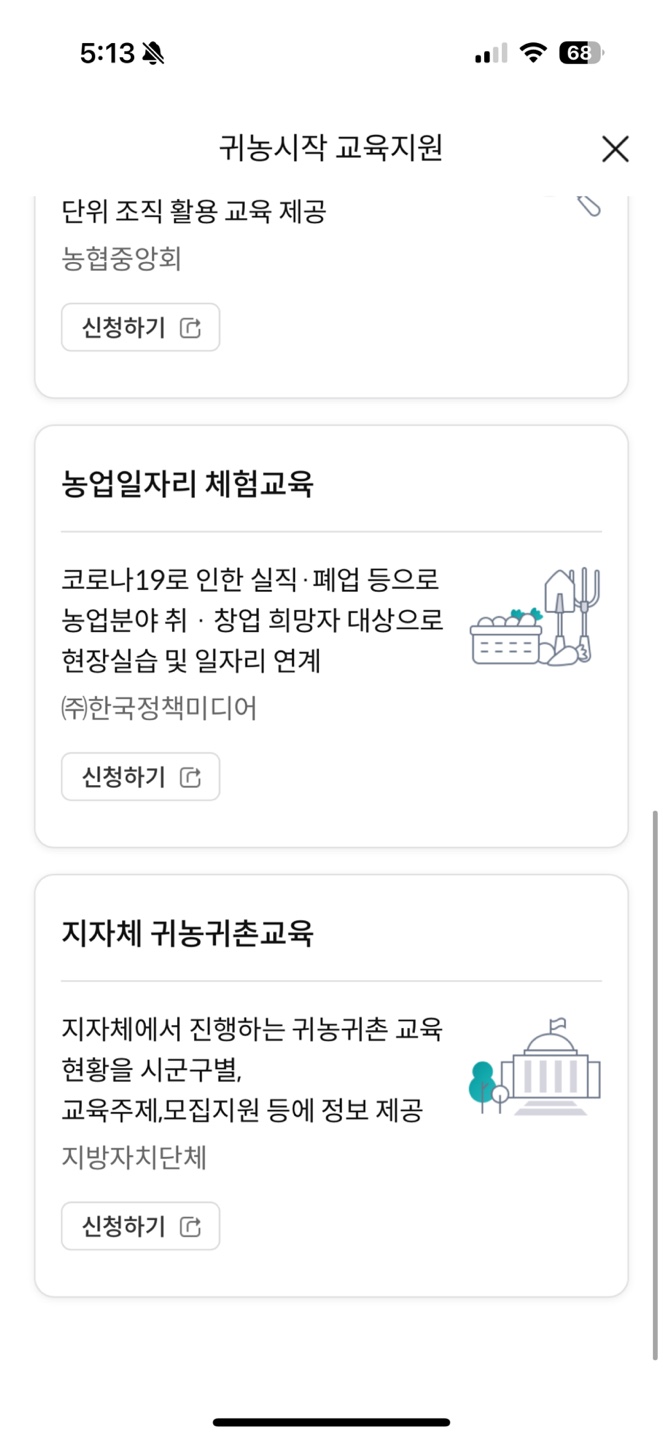 5:13
68
귀농시작 교육지원
단위 조직 활용 교육 제공
농협중앙회
신청하기
농업일자리 체험교육
코로나19로 인한 실직·폐업 등으로
농업분야 취 · 창업 희망자 대상으로
현장실습 및 일자리 연계
㈜한국정책미디어
신청하기
지자체 귀농귀촌교육
지자체에서 진행하는 귀농귀촌 교육
현황을 시군구별,
교육주제,모집지원 등에 정보 제공
지방자치단체
신청하기